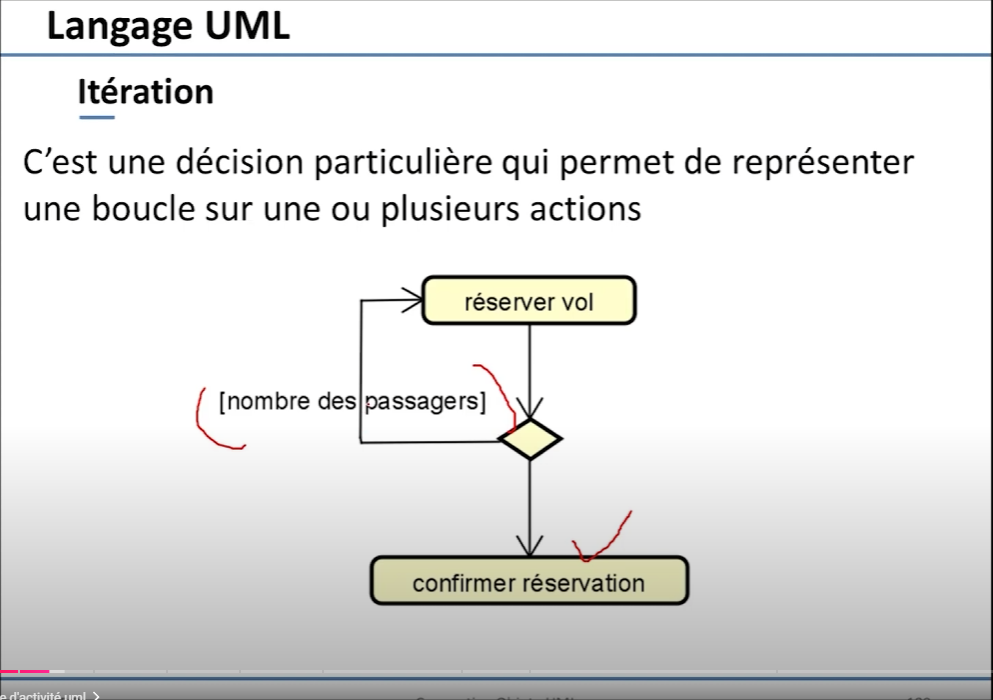 Langage UML
Itération
C’est une décision particulière qui permet de représenter
une boucle sur une ou plusieurs actions
réserver vol
[nombre des passagers]
confirmer réservation
e d'activité uml >